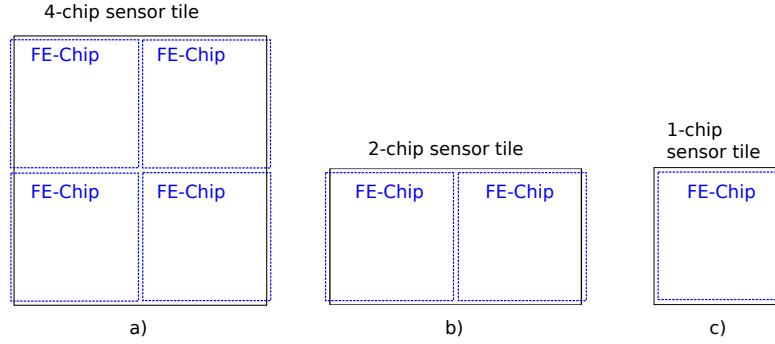 4-chip sensor tile
FE-Chip FE-Chip
FE-Chip FE-Chip
a)
2-chip sensor tile
FE-Chip FE-Chip
b)
1-chip
sensor tile
FE-Chip
c)